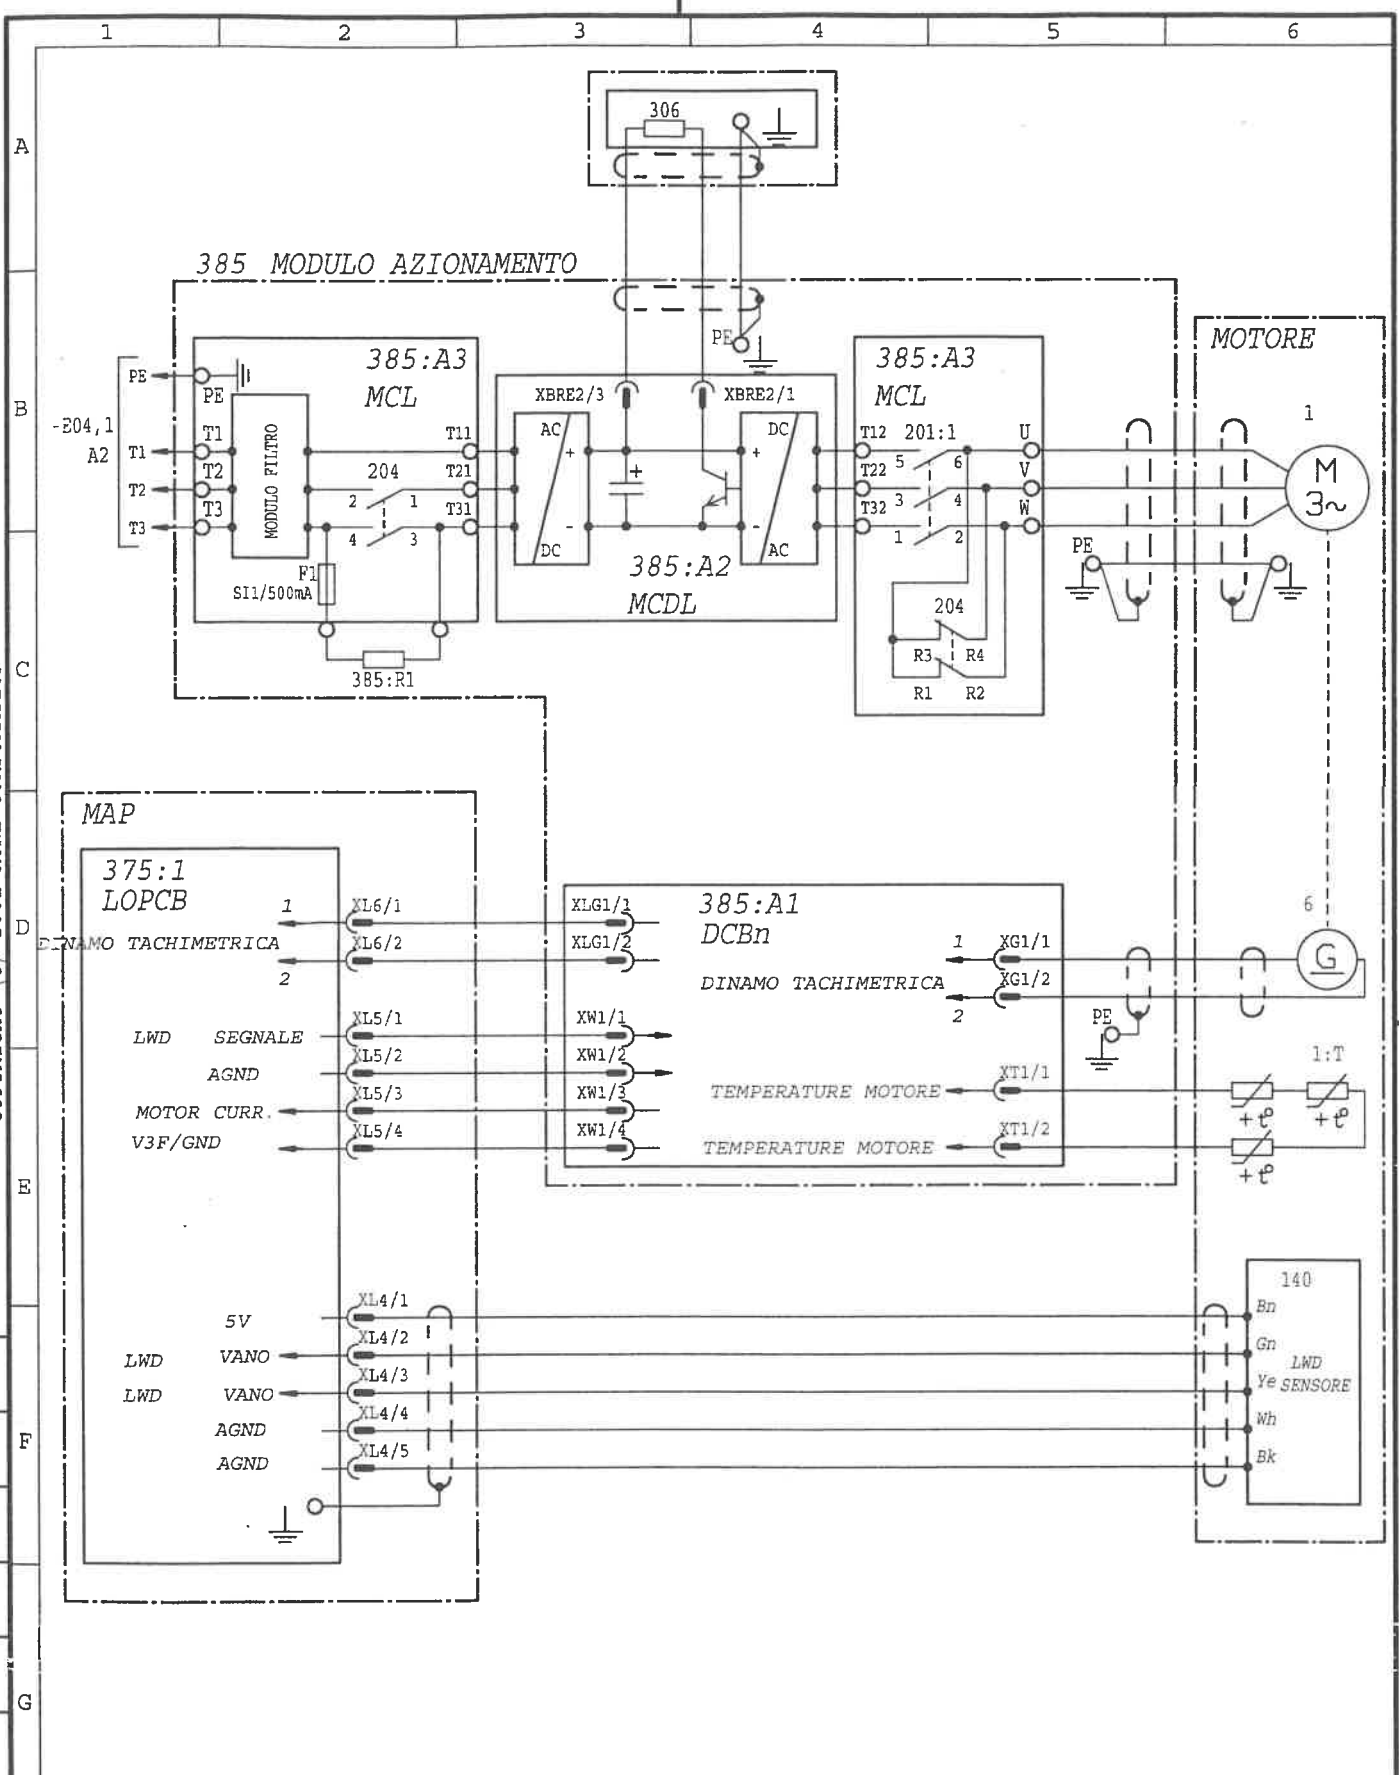 1 2 3 4 5 6
A
306
385 MODULO AZIONAMENTO
PE
MOTORE
385:A3
MCL
385:A3
MCL
B
-E04,1
A2
PE
PE
XBRE2/3
XBRE2/1
1
T1
T1
T11
AC
+
+
DC
+
T12
201:1
U
M
3~
T2
T2
204
2
1
T21
T22
5
6
V
T3
T3
4
3
T31
T32
3
4
W
MODULO FILTRO
-
DC
-
AC
1
2
PE
385:A2
MCDL
F1
SI1/500mA
385:R1
204
R3
R4
R1
R2
C
MAP
375:1
LOPCB
D
DINAMO TACHIMETRICA
1
2
XL6/1
XL6/2
XLG1/1
XLG1/2
385:A1
DCBn
DINAMO TACHIMETRICA
1
2
XG1/1
XG1/2
6
G
PE
LWD SEGNALE
XL5/1
XW1/1
AGND
XL5/2
XW1/2
MOTOR CURR.
XL5/3
XW1/3
V3F/GND
XL5/4
XW1/4
TEMPERATURE MOTORE
XT1/1
TEMPERATURE MOTORE
XT1/2
1:T
+t°
+t°
+t°
E
5V
XL4/1
LWD VANO
XL4/2
LWD VANO
XL4/3
AGND
XL4/4
AGND
XL4/5
140
Bn
Gn
Ye
Wh
Bk
LWD
SENSORE
F
G